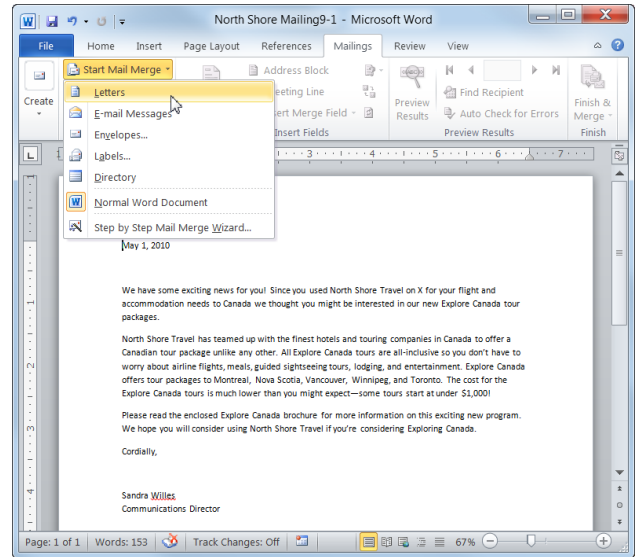 North Shore Mailing9-1 - Microsoft Word
File Home Insert Page Layout References Mailings Review View
Start Mail Merge
Address Block
Create
eeting Line
ert Merge Field
sert Fields
Preview Results
Find Recipient
Auto Check for Errors
Preview Results
Finish & Merge
Finish
Letters
E-mail Messages
Envelopes...
Labels...
Directory
Normal Word Document
Step by Step Mail Merge Wizard...
3 4 5 6 7
May 1, 2010
We have some exciting news for you! Since you used North Shore Travel on X for your flight and
accommodation needs to Canada we thought you might be interested in our new Explore Canada tour
packages.
North Shore Travel has teamed up with the finest hotels and touring companies in Canada to offer a
Canadian tour package unlike any other. All Explore Canada tours are all-inclusive so you don't have to
worry about airline flights, meals, guided sightseeing tours, lodging, and entertainment. Explore Canada
offers tour packages to Montreal, Nova Scotia, Vancouver, Winnipeg, and Toronto. The cost for the
Explore Canada tours is much lower than you might expect—some tours start at under $1,000!
Please read the enclosed Explore Canada brochure for more information on this exciting new program.
We hope you will consider using North Shore Travel if you're considering Exploring Canada.
Cordially,
Sandra Willes
Communications Director
Page: 1 of 1 Words: 153 Track Changes: Off 67%